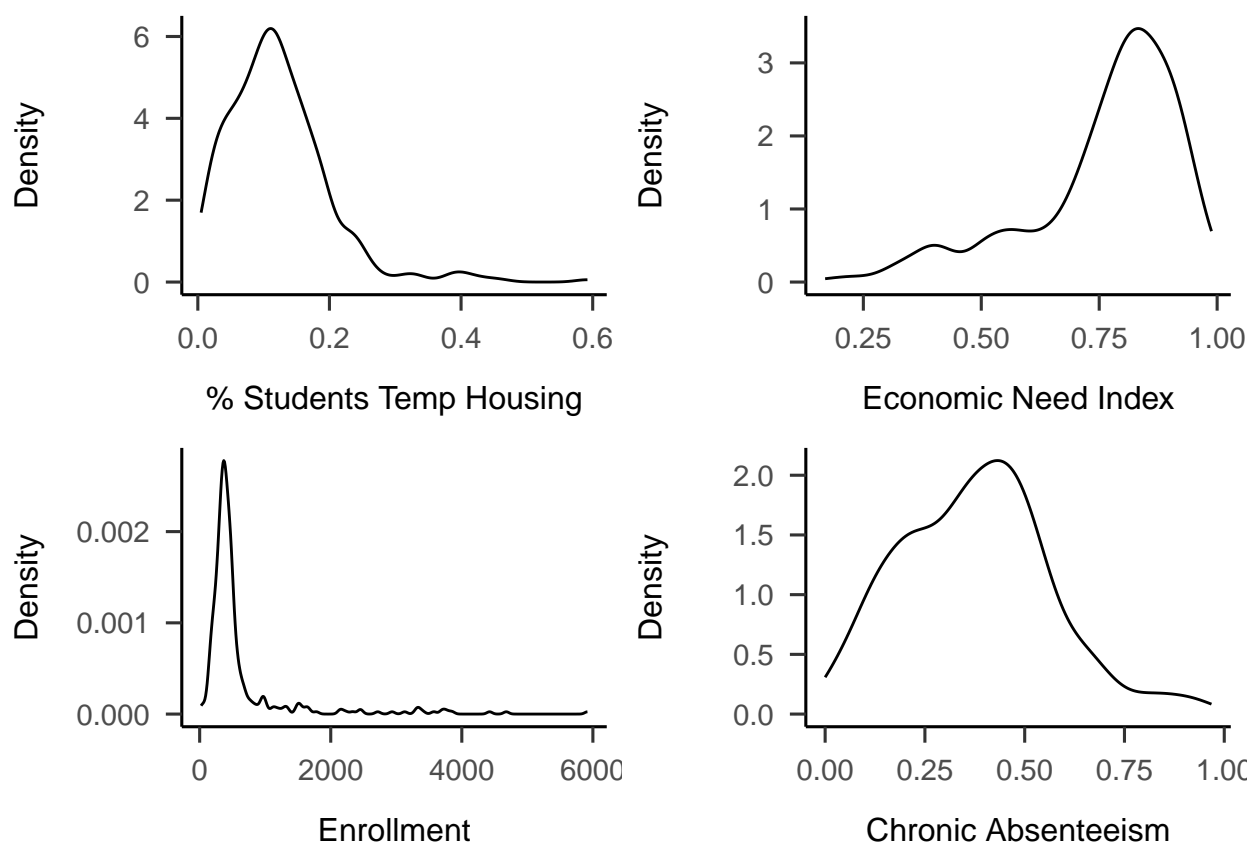 Density
6
4
2
0
0.0 0.2 0.4 0.6
% Students Temp Housing
Density
3
2
1
0
0.25 0.50 0.75 1.00
Economic Need Index
Density
0.002
0.001
0.000
0 2000 4000 6000
Enrollment
Density
2.0
1.5
1.0
0.5
0.0
0.00 0.25 0.50 0.75 1.00
Chronic Absenteeism